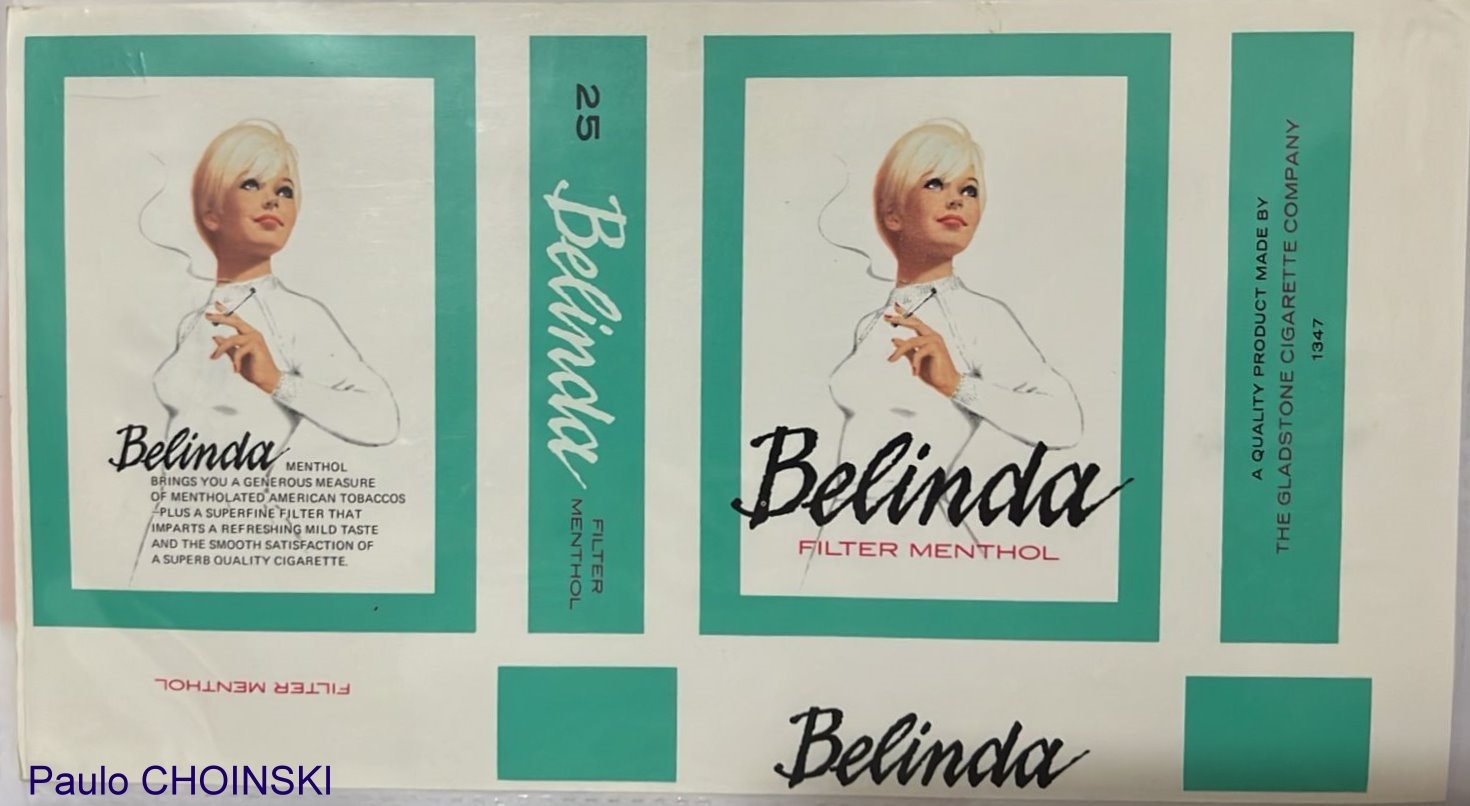 Belinda MENTHOL
BRINGS YOU A GENEROUS MEASURE
OF MENTHOLATED AMERICAN TOBACCOS
–PLUS A SUPERFINE FILTER THAT
IMPARTS A REFRESHING MILD TASTE
AND THE SMOOTH SATISFACTION OF
A SUPERB QUALITY CIGARETTE.
FILTER MENTHOL
25
Belinda
FILTER
MENTHOL
Belinda
FILTER MENTHOL
Belinda
A QUALITY PRODUCT MADE BY
THE GLADSTONE CIGARETTE COMPANY
1347
Paulo CHOINSKI